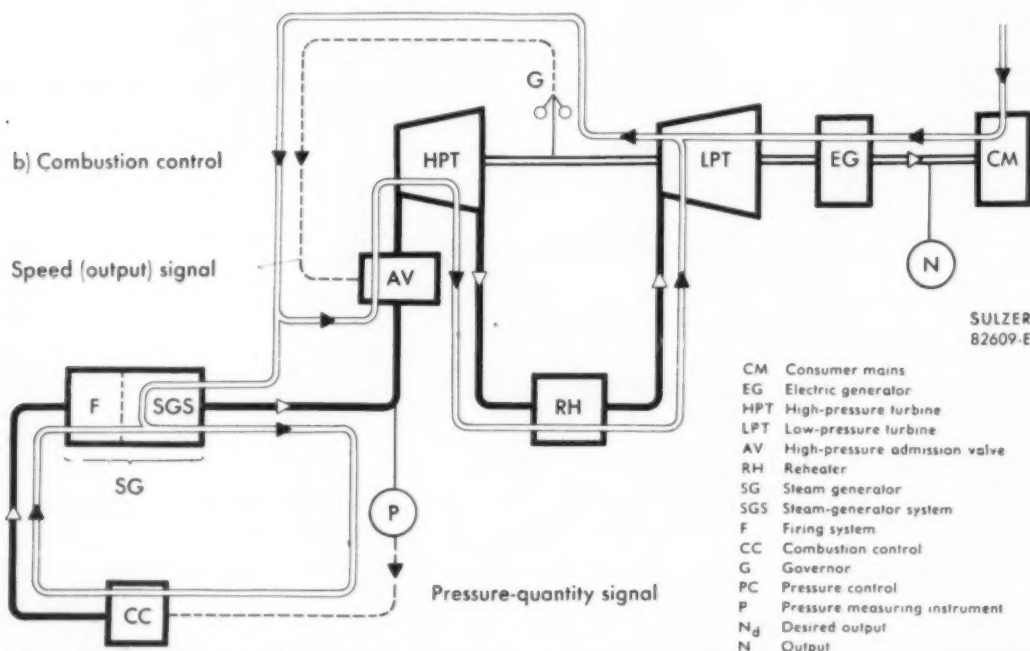 G
HPT
LPT
EG
CM
b) Combustion control
Speed (output) signal
AV
N
SULZER
82609-E
F
SGS
RH
SG
P
CC
Pressure-quantity signal
CM Consumer mains
EG Electric generator
HPT High-pressure turbine
LPT Low-pressure turbine
AV High-pressure admission valve
RH Reheater
SG Steam generator
SGS Steam-generator system
F Firing system
CC Combustion control
G Governor
PC Pressure control
P Pressure measuring instrument
Nd Desired output
N Output